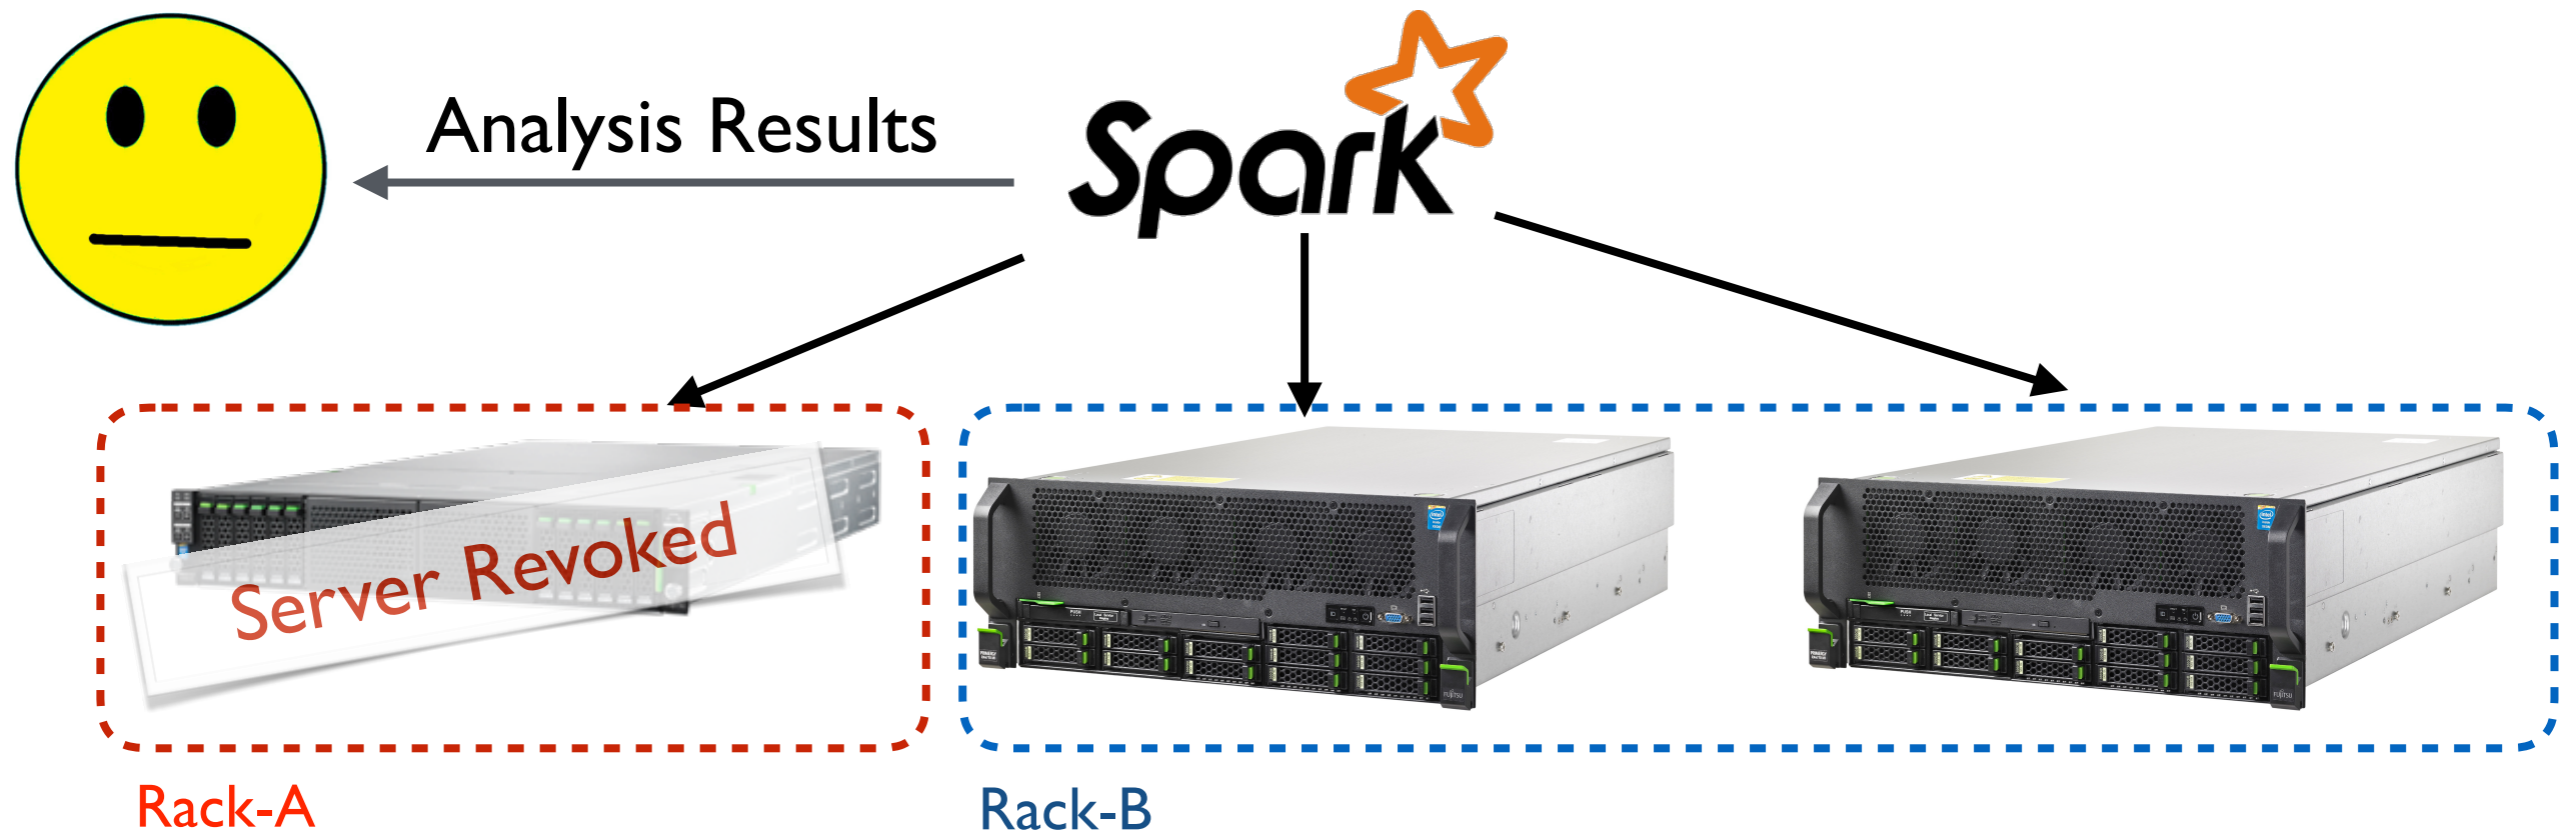 Analysis Results
Spark
Server Revoked
Rack-A
Rack-B